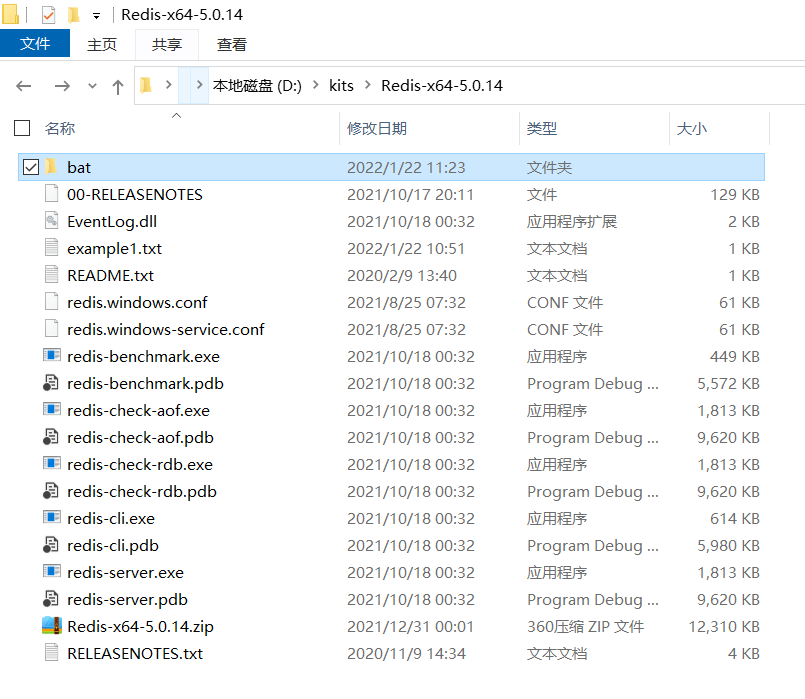 Redis-x64-5.0.14
文件 主页 共享 查看
本地磁盘 (D:) kits Redis-x64-5.0.14
名称 修改日期 类型 大小
bat 2022/1/22 11:23 文件夹
00-RELEASENOTES 2021/10/17 20:11 文件 129 KB
EventLog.dll 2021/10/18 00:32 应用程序扩展 2 KB
example1.txt 2022/1/22 10:51 文本文档 1 KB
README.txt 2020/2/9 13:40 文本文档 1 KB
redis.windows.conf 2021/8/25 07:32 CONF 文件 61 KB
redis.windows-service.conf 2021/8/25 07:32 CONF 文件 61 KB
redis-benchmark.exe 2021/10/18 00:32 应用程序 449 KB
redis-benchmark.pdb 2021/10/18 00:32 Program Debug ... 5,572 KB
redis-check-aof.exe 2021/10/18 00:32 应用程序 1,813 KB
redis-check-aof.pdb 2021/10/18 00:32 Program Debug ... 9,620 KB
redis-check-rdb.exe 2021/10/18 00:32 应用程序 1,813 KB
redis-check-rdb.pdb 2021/10/18 00:32 Program Debug ... 9,620 KB
redis-cli.exe 2021/10/18 00:32 应用程序 614 KB
redis-cli.pdb 2021/10/18 00:32 Program Debug ... 5,980 KB
redis-server.exe 2021/10/18 00:32 应用程序 1,813 KB
redis-server.pdb 2021/10/18 00:32 Program Debug ... 9,620 KB
Redis-x64-5.0.14.zip 2021/12/31 00:01 360压缩 ZIP 文件 12,310 KB
RELEASENOTES.txt 2020/11/9 14:34 文本文档 4 KB